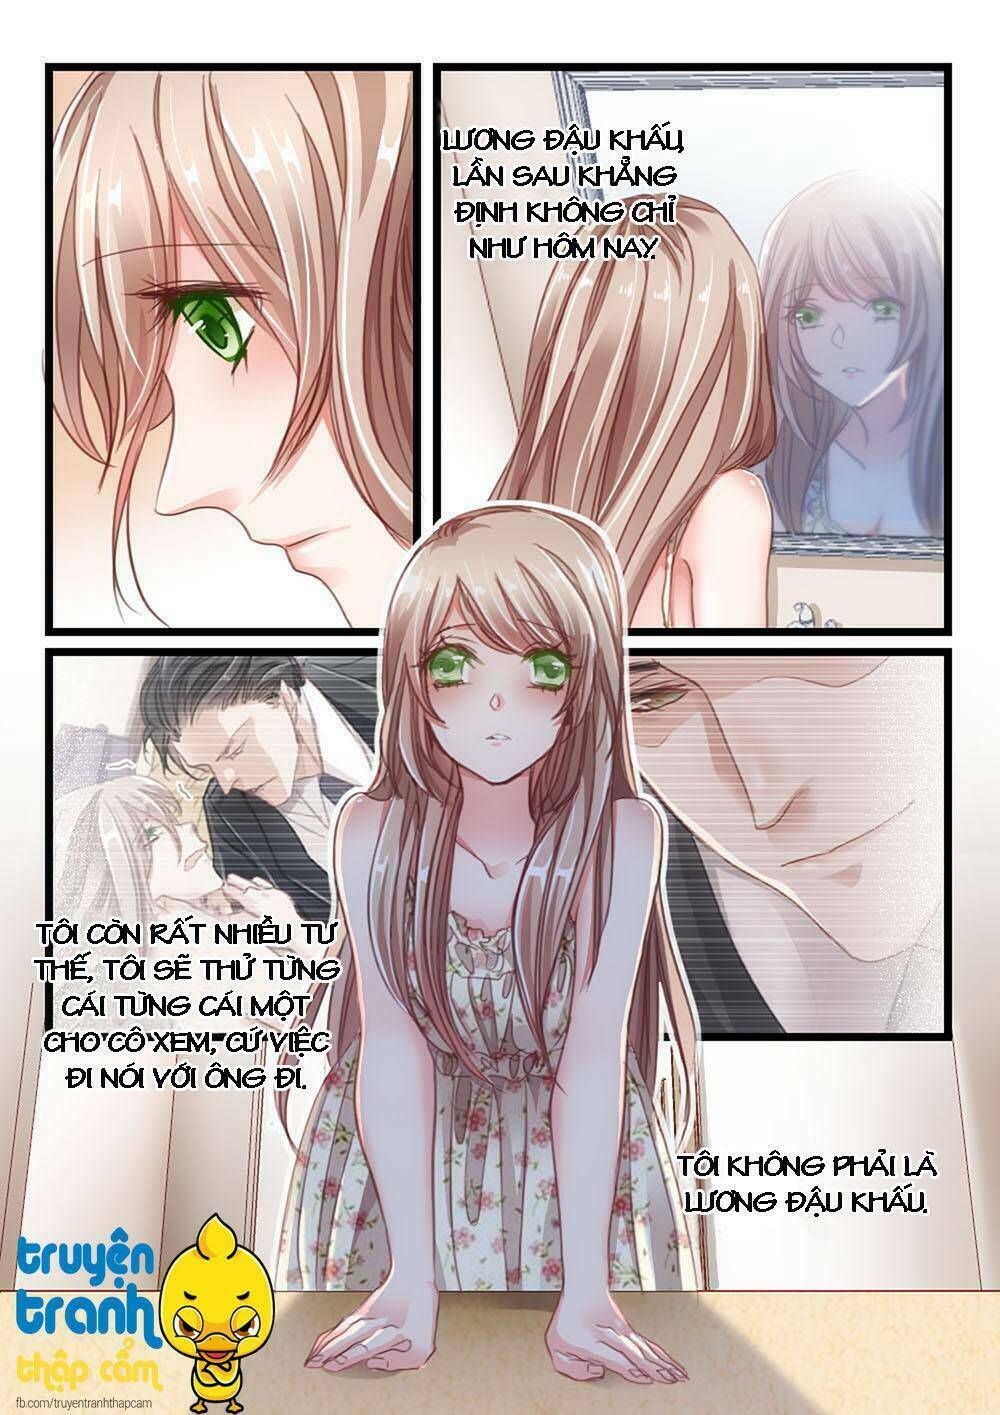 LƯƠNG ĐẬU KHẤU,
LẦN SAU KHẲNG
ĐỊNH KHÔNG CHỈ
NHƯ HÔM NAY.
TÔI CÒN RẤT NHIỀU TƯ
THẾ, TÔI SẼ THỬ TỪNG
CÁI TỪNG CÁI MỘT
CHO CÔ XEM, CỨ VIỆC
ĐI NÓI VỚI ÔNG ĐI.
TÔI KHÔNG PHẢI LÀ
LƯƠNG ĐẬU KHẤU.
truyện
tranh
thập cẩm
fb.com/truyentranhthapcam